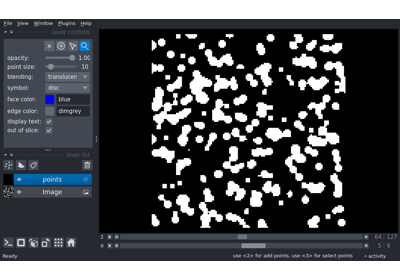 File View Window Plugins Help
layer controls
opacity: 1.00
point size: 10
blending: translucen
symbol: disc
face color: blue
edge color: dimgrey
display text:
out of slice:
layer list
points
Image
2 64 127
0 5 9
Ready use <2> for add points, use <3> for select points activity